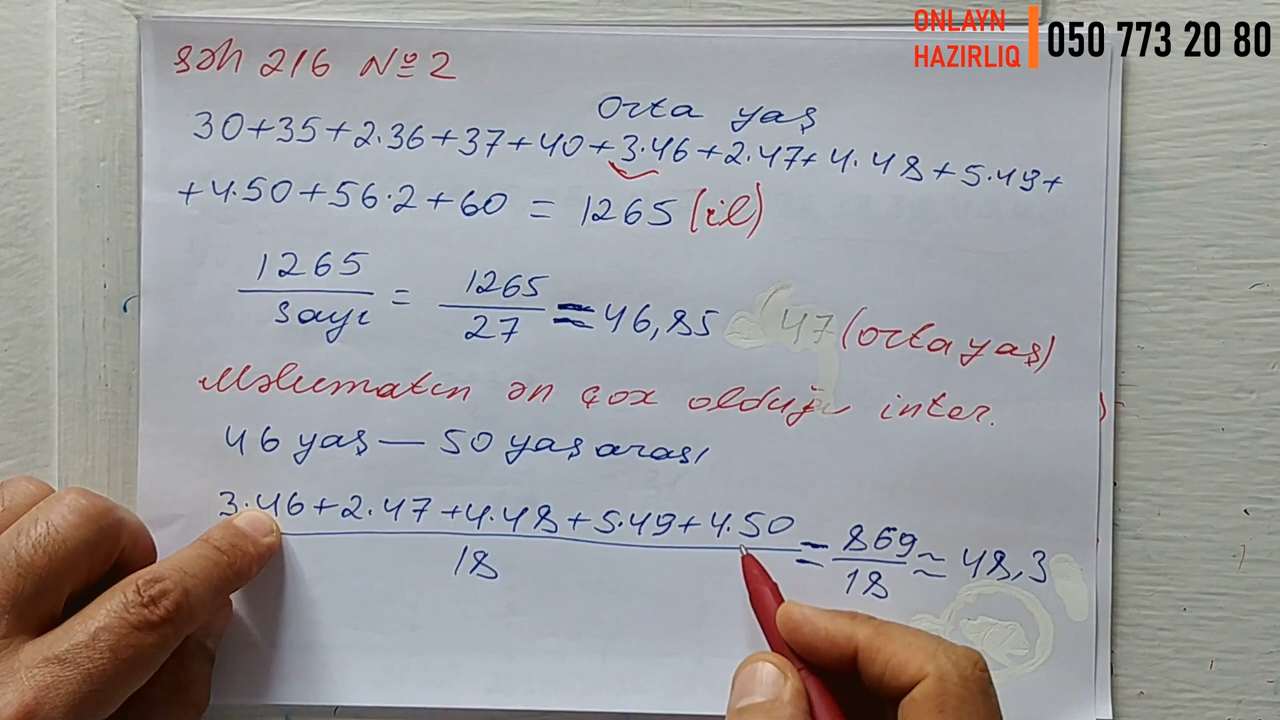 ONLAYN
HAZIRLIQ
050 773 20 80
səh 216 №2
Orta yaş
30+35+2.36+37+40+3.46+2.47+4.48+5.49+
+4.50+56.2+60 = 1265 (il)
1265/sayı = 1265/27 = ≈ 46,85 47 (orta yaş)
Məlumatın ən çox olduğu inter.
46 yaş — 50 yaş arası
3.46+2.47+4.48+5.49+4.50/18 = 869/18 ≈ 48,3